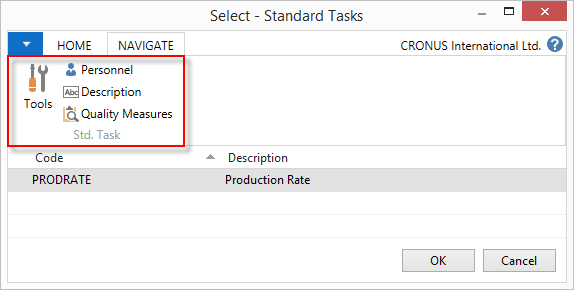 Select - Standard Tasks
HOME NAVIGATE CRONUS International Ltd. ?
Tools
Personnel
Abc Description
Quality Measures
Std. Task
Code Description
PRODRATE Production Rate
OK Cancel